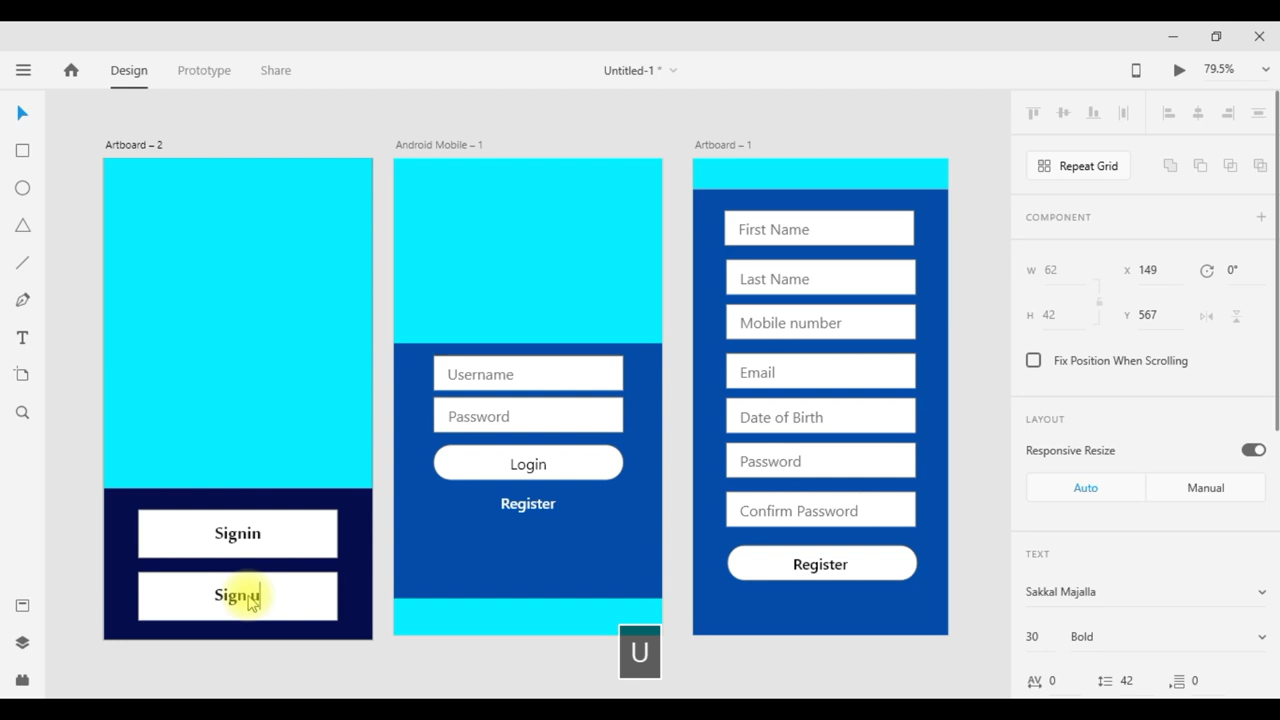 Design
Prototype
Share
Untitled-1 *
79.5%
Artboard – 2
Android Mobile – 1
Artboard – 1
Signin
Sign u
Username
Password
Login
Register
First Name
Last Name
Mobile number
Email
Date of Birth
Password
Confirm Password
Register
U
Repeat Grid
COMPONENT
W 62 X 149 0°
H 42 Y 567
Fix Position When Scrolling
LAYOUT
Responsive Resize
Auto Manual
TEXT
Sakkal Majalla
30 Bold
AV 0 42 0